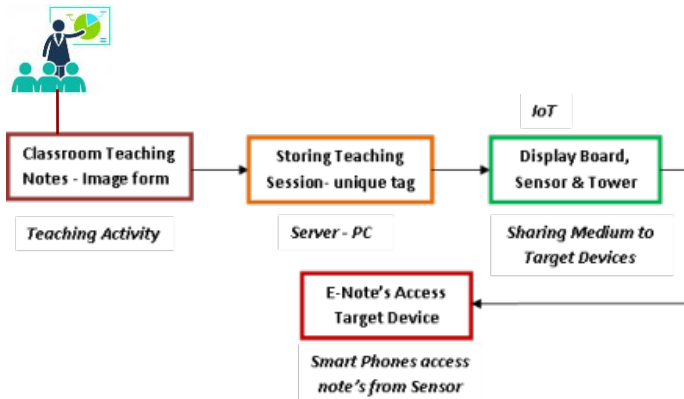 IoT
Classroom Teaching
Notes - Image form
Storing Teaching
Session- unique tag
Display Board,
Sensor & Tower
Teaching Activity
Server - PC
Sharing Medium to
Target Devices
E-Note's Access
Target Device
Smart Phones access
note's from Sensor